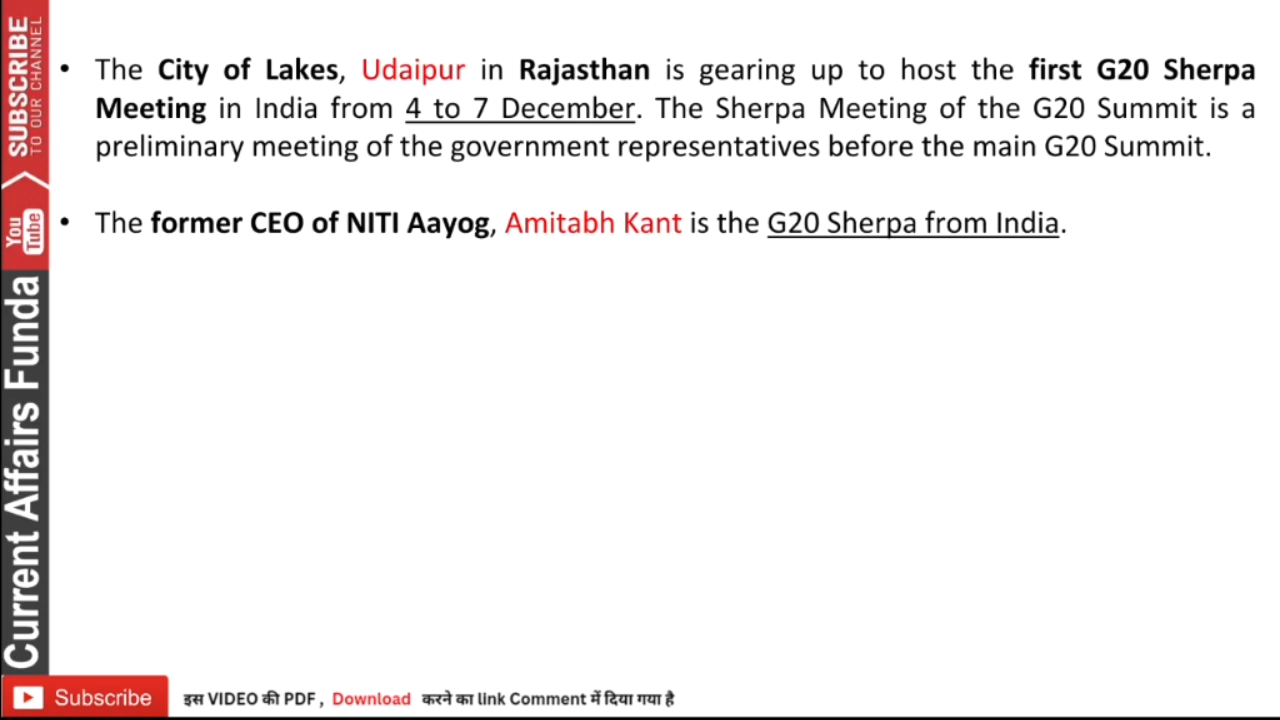 • The City of Lakes, Udaipur in Rajasthan is gearing up to host the first G20 Sherpa
Meeting in India from 4 to 7 December. The Sherpa Meeting of the G20 Summit is a
preliminary meeting of the government representatives before the main G20 Summit.
• The former CEO of NITI Aayog, Amitabh Kant is the G20 Sherpa from India.
SUBSCRIBE
TO OUR CHANNEL
You
Tube
Current Affairs Funda
Subscribe
इस VIDEO की PDF , Download करने का link Comment में दिया गया है